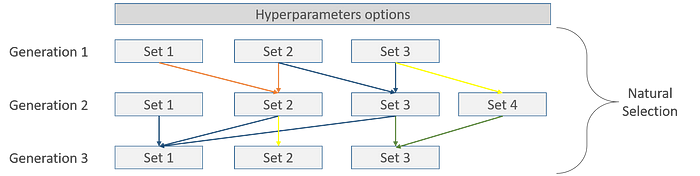 Hyperparameters options
Generation 1 Set 1 Set 2 Set 3
Generation 2 Set 1 Set 2 Set 3 Set 4
Natural
Selection
Generation 3 Set 1 Set 2 Set 3